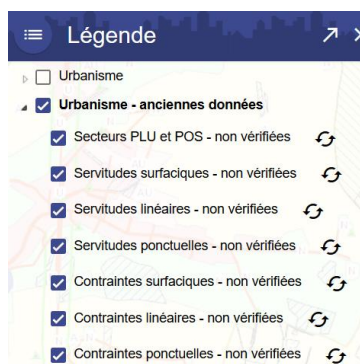 Légende
Urbanisme
Urbanisme - anciennes données
Secteurs PLU et POS - non vérifiées
Servitudes surfaciques - non vérifiées
Servitudes linéaires - non vérifiées
Servitudes ponctuelles - non vérifiées
Contraintes surfaciques - non vérifiées
Contraintes linéaires - non vérifiées
Contraintes ponctuelles - non vérifiées